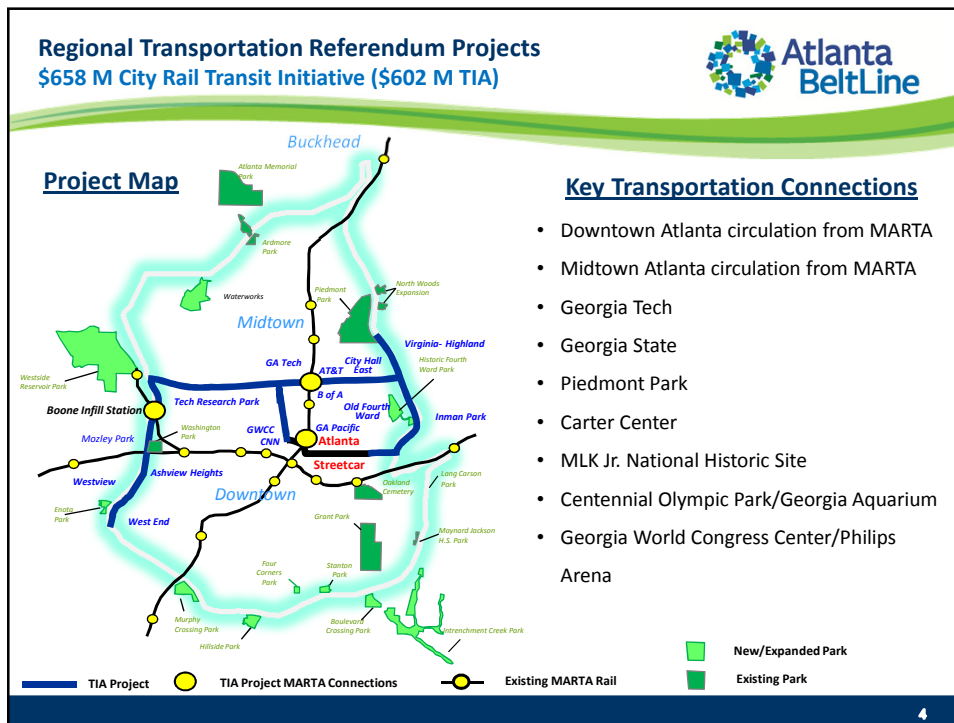 Regional Transportation Referendum Projects
$658 M City Rail Transit Initiative ($602 M TIA)
Atlanta
BeltLine
Project Map
Buckhead
Atlanta Memorial
Park
Ardmore
Park
Waterworks
Piedmont
Park
North Woods
Expansion
Midtown
Virginia- Highland
City Hall
East
GA Tech
AT&T
Historic Fourth
Ward Park
Westside
Reservoir Park
Tech Research Park
B of A
Old Fourth
Ward
Inman Park
Boone Infill Station
Washington
Park
GWCC
CNN
GA Pacific
Atlanta
Streetcar
Mozley Park
Ashview Heights
Westview
Downtown
Oakland
Cemetery
Lang Carson
Park
Enota
Park
West End
Grant Park
Maynard Jackson
H.S. Park
Four
Corners
Park
Stanton
Park
Murphy
Crossing Park
Hillside Park
Boulevard
Crossing Park
Intrenchment Creek Park
Key Transportation Connections
• Downtown Atlanta circulation from MARTA
• Midtown Atlanta circulation from MARTA
• Georgia Tech
• Georgia State
• Piedmont Park
• Carter Center
• MLK Jr. National Historic Site
• Centennial Olympic Park/Georgia Aquarium
• Georgia World Congress Center/Philips
Arena
New/Expanded Park
Existing Park
TIA Project
TIA Project MARTA Connections
Existing MARTA Rail
4